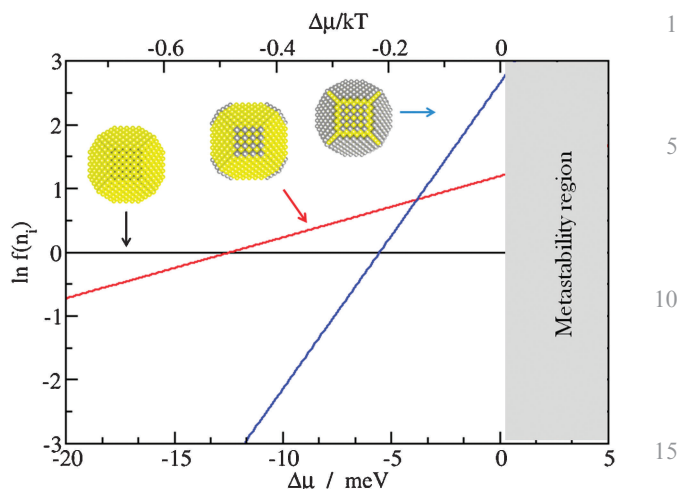 Δμ/kT
-0.6 -0.4 -0.2 0
3
2
1
0
-1
-2
-3
ln f(nᵢ)
-20 -15 -10 -5 0 5
Δμ / meV
Metastability region
1
5
10
15